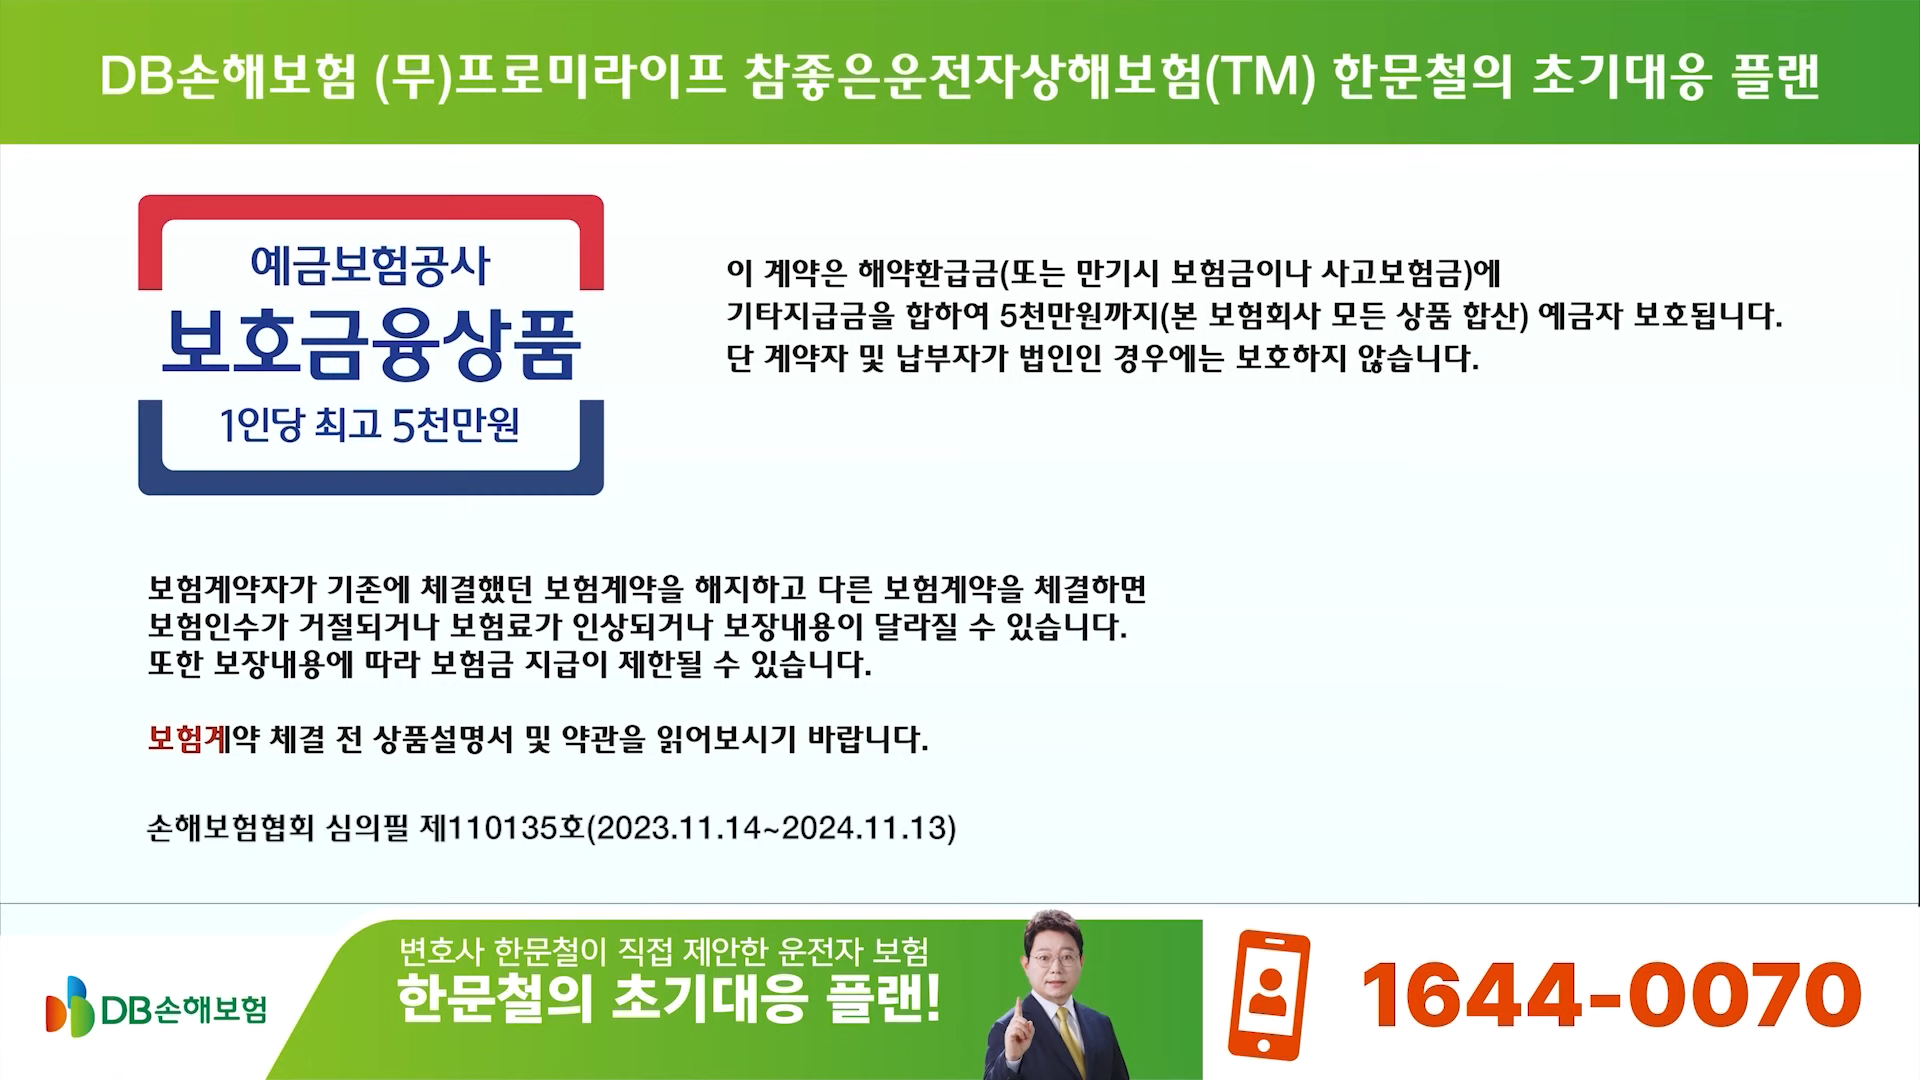 DB손해보험 (무)프로미라이프 참좋은운전자상해보험(TM) 한문철의 초기대응 플랜
예금보험공사
보호금융상품
1인당 최고 5천만원
이 계약은 해약환급금(또는 만기시 보험금이나 사고보험금)에
기타지급금을 합하여 5천만원까지(본 보험회사 모든 상품 합산) 예금자 보호됩니다.
단 계약자 및 납부자가 법인인 경우에는 보호하지 않습니다.
보험계약자가 기존에 체결했던 보험계약을 해지하고 다른 보험계약을 체결하면
보험인수가 거절되거나 보험료가 인상되거나 보장내용이 달라질 수 있습니다.
또한 보장내용에 따라 보험금 지급이 제한될 수 있습니다.
보험계약 체결 전 상품설명서 및 약관을 읽어보시기 바랍니다.
손해보험협회 심의필 제110135호(2023.11.14~2024.11.13)
DB손해보험
변호사 한문철이 직접 제안한 운전자 보험
한문철의 초기대응 플랜!
1644-0070